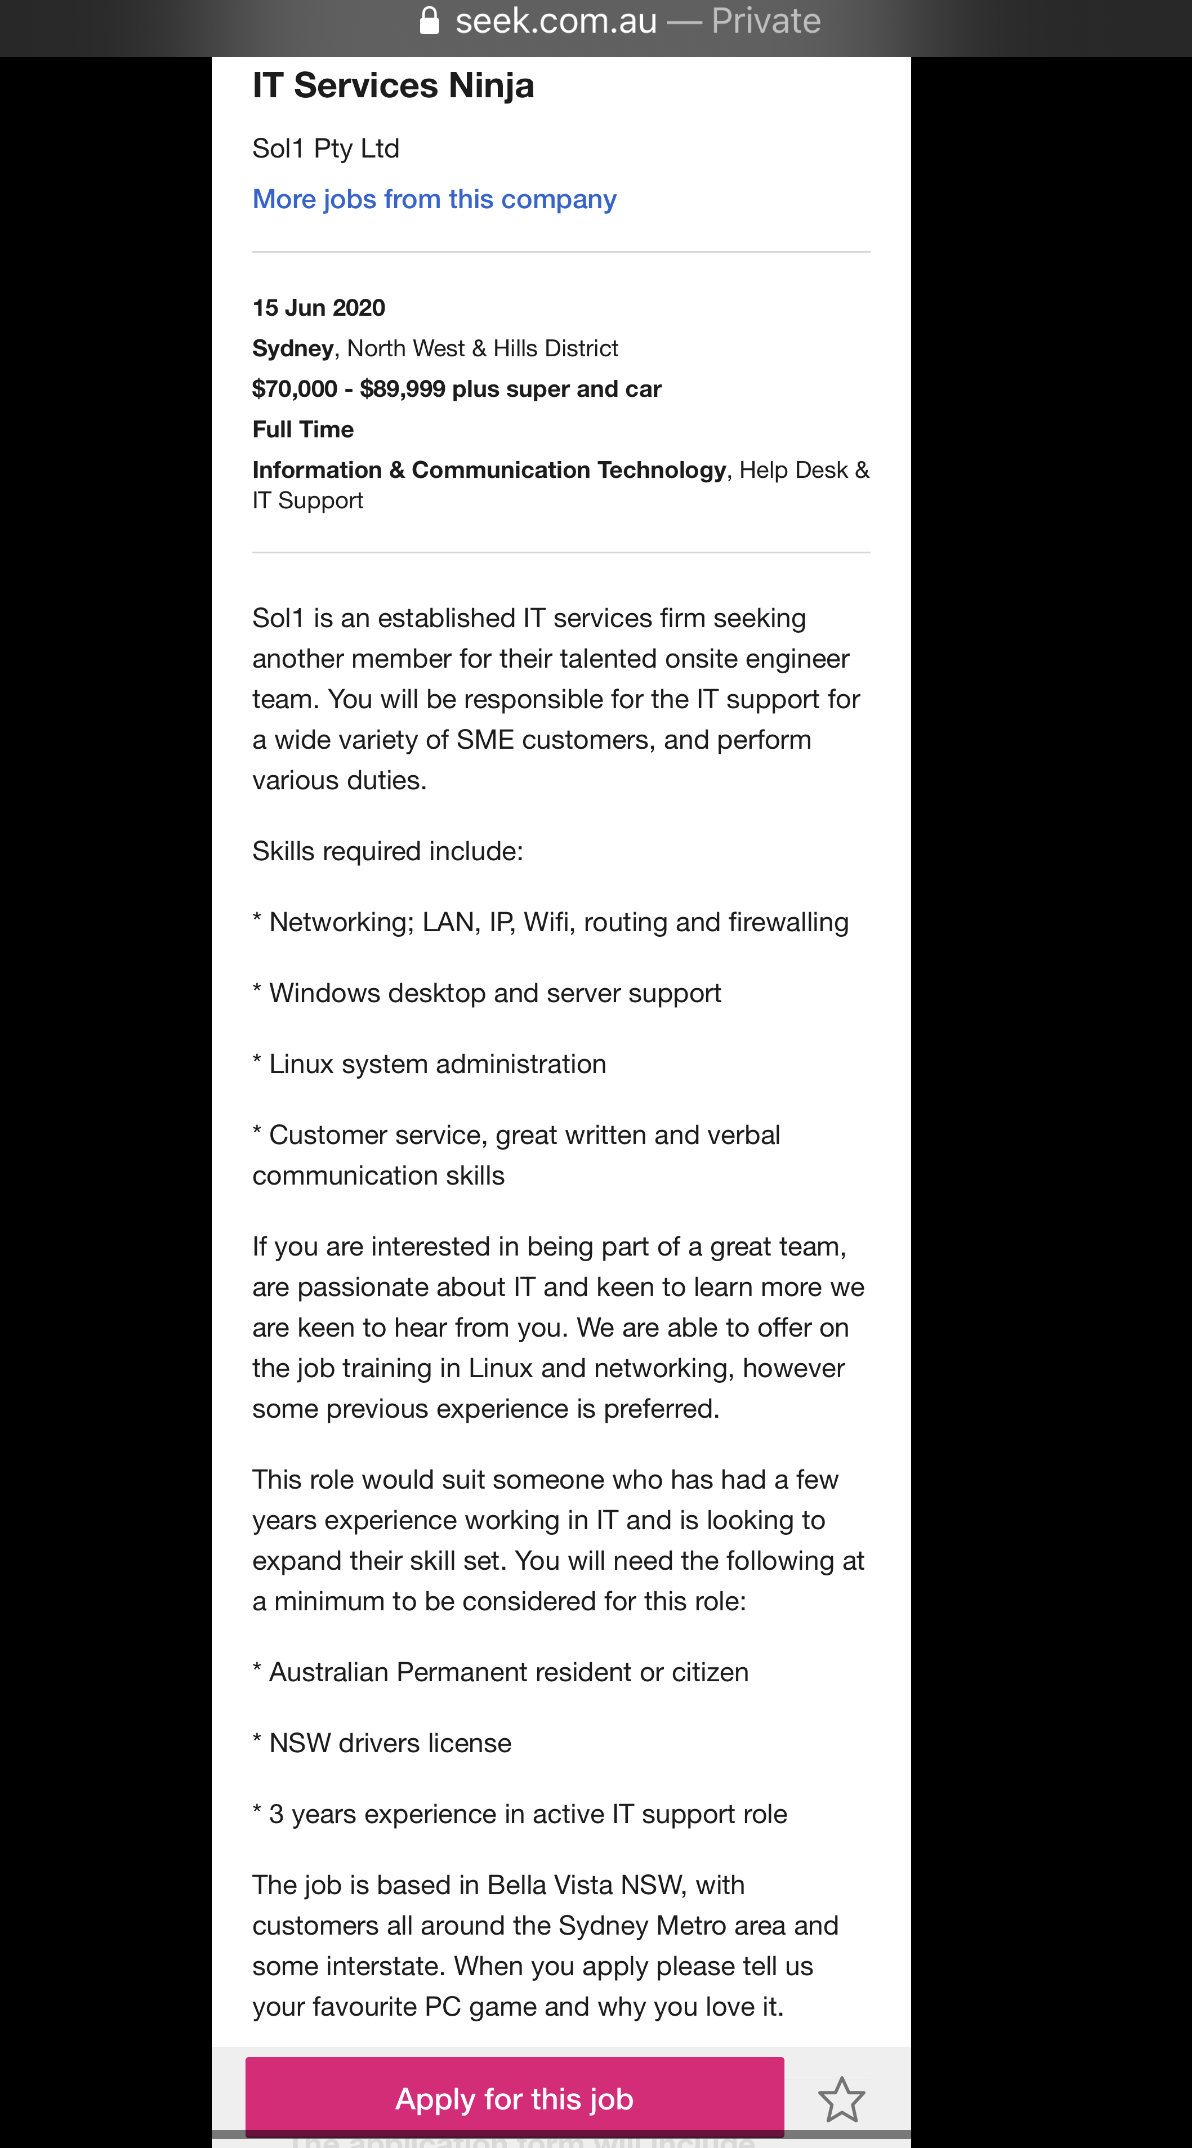 seek.com.au — Private
IT Services Ninja
Sol1 Pty Ltd
More jobs from this company
15 Jun 2020
Sydney, North West & Hills District
$70,000 - $89,999 plus super and car
Full Time
Information & Communication Technology, Help Desk &
IT Support
Sol1 is an established IT services firm seeking
another member for their talented onsite engineer
team. You will be responsible for the IT support for
a wide variety of SME customers, and perform
various duties.
Skills required include:
* Networking; LAN, IP, Wifi, routing and firewalling
* Windows desktop and server support
* Linux system administration
* Customer service, great written and verbal
communication skills
If you are interested in being part of a great team,
are passionate about IT and keen to learn more we
are keen to hear from you. We are able to offer on
the job training in Linux and networking, however
some previous experience is preferred.
This role would suit someone who has had a few
years experience working in IT and is looking to
expand their skill set. You will need the following at
a minimum to be considered for this role:
* Australian Permanent resident or citizen
* NSW drivers license
* 3 years experience in active IT support role
The job is based in Bella Vista NSW, with
customers all around the Sydney Metro area and
some interstate. When you apply please tell us
your favourite PC game and why you love it.
Apply for this job
The application form will include